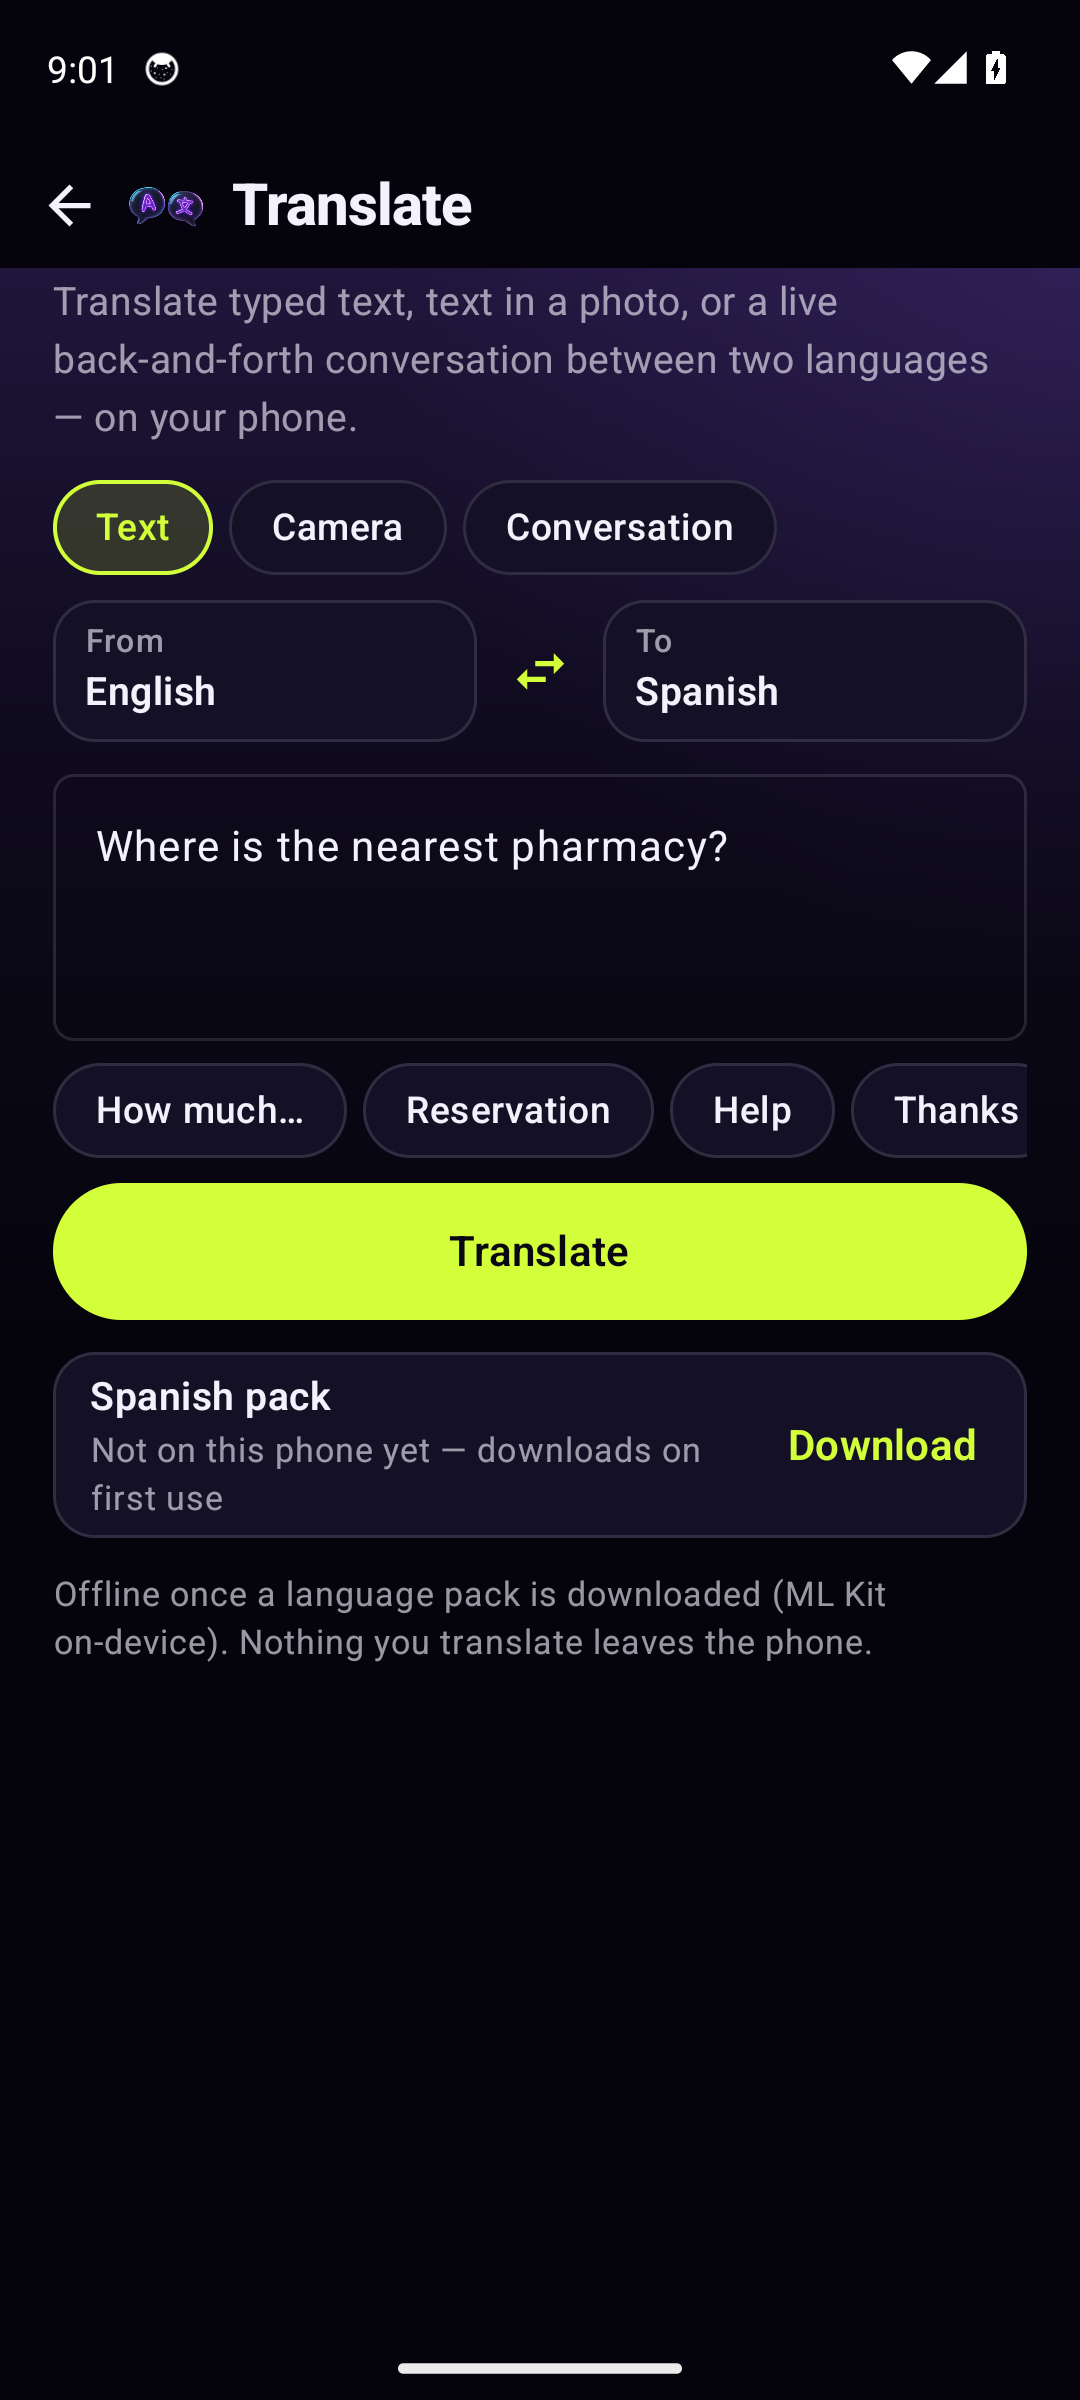 9:01
Translate
Translate typed text, text in a photo, or a live
back-and-forth conversation between two languages
— on your phone.
Text
Camera
Conversation
From
English
To
Spanish
Where is the nearest pharmacy?
How much...
Reservation
Help
Thanks
Translate
Spanish pack
Not on this phone yet — downloads on
first use
Download
Offline once a language pack is downloaded (ML Kit
on-device). Nothing you translate leaves the phone.